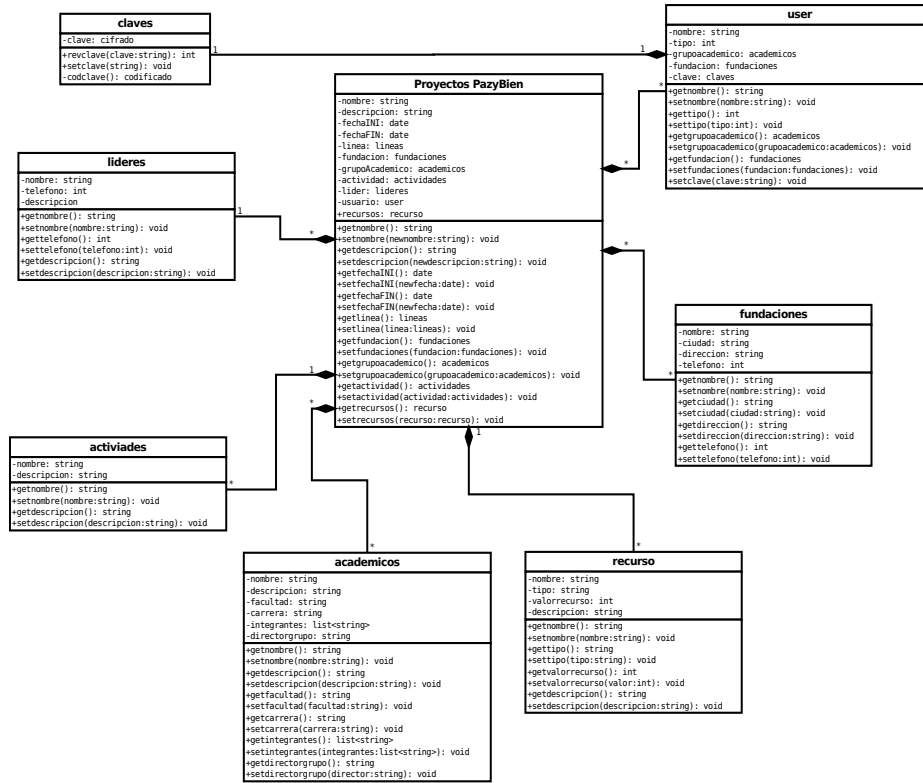 claves
-clave: cifrado
+revclave(clave:string): int
+setclave(string): void
-codclave(): codificado
1
1
user
-nombre: string
-tipo: int
-grupoacademico: academicos
-fundacion: fundaciones
-clave: claves
+getnombre(): string
+setnombre(nombre:string): void
+gettipo(): int
+settipo(tipo:int): void
+getgrupoacademico(): academicos
+setgrupoacademico(grupoacademico:academicos): void
+getfundacion(): fundaciones
+setfundaciones(fundacion:fundaciones): void
+setclave(clave:string): void
*
*
Proyectos PazyBien
-nombre: string
-descripcion: string
-fechaINI: date
-fechaFIN: date
-linea: lineas
-fundacion: fundaciones
-grupoAcademico: academicos
-actividad: actividades
-lider: lideres
-usuario: user
+recursos: recurso
+getnombre(): string
+setnombre(newnombre:string): void
+getdescripcion(): string
+setdescripcion(newdescripcion:string): void
+getfechaINI(): date
+setfechaINI(newfecha:date): void
+getfechaFIN(): date
+setfechaFIN(newfecha:date): void
+getlinea(): lineas
+setlinea(linea:lineas): void
+getfundacion(): fundaciones
+setfundaciones(fundacion:fundaciones): void
+getgrupoacademico(): academicos
+setgrupoacademico(grupoacademico:academicos): void
+getactividad(): actividades
+setactividad(actividad:actividades): void
+getrecursos(): recurso
+setrecursos(recurso:recurso): void
lideres
-nombre: string
-telefono: int
-descripcion
+getnombre(): string
+setnombre(nombre:string): void
+gettelefono(): int
+settelefono(telefono:int): void
+getdescripcion(): string
+setdescripcion(descripcion:string): void
1
*
*
*
fundaciones
-nombre: string
-ciudad: string
-direccion: string
-telefono: int
+getnombre(): string
+setnombre(nombre:string): void
+getciudad(): string
+setciudad(ciudad:string): void
+getdireccion(): string
+setdireccion(direccion:string): void
+gettelefono(): int
+settelefono(telefono:int): void
1
*
activiades
-nombre: string
-descripcion: string
+getnombre(): string
+setnombre(nombre:string): void
+getdescripcion(): string
+setdescripcion(descripcion:string): void
*
*
academicos
-nombre: string
-descripcion: string
-facultad: string
-carrera: string
-integrantes: list<string>
-directorgrupo: string
+getnombre(): string
+setnombre(nombre:string): void
+getdescripcion(): string
+setdescripcion(descripcion:string): void
+getfacultad(): string
+setfacultad(facultad:string): void
+getcarrera(): string
+setcarrera(carrera:string): void
+getintegrantes(): list<string>
+setintegrantes(integrantes:list<string>): void
+getdirectorgrupo(): string
+setdirectorgrupo(director:string): void
1
*
recurso
-nombre: string
-tipo: string
-valorrecurso: int
-descripcion: string
+getnombre(): string
+setnombre(nombre:string): void
+gettipo(): string
+settipo(tipo:string): void
+getvalorrecurso(): int
+setvalorrecurso(valor:int): void
+getdescripcion(): string
+setdescripcion(descripcion:string): void